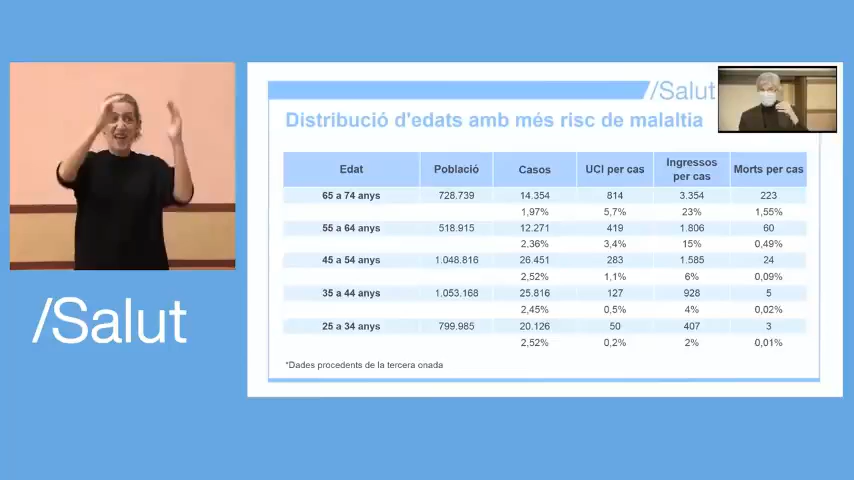 /Salut
/Salut
Distribució d'edats amb més risc de malaltia
Edat Població Casos UCI per cas Ingressos per cas Morts per cas
65 a 74 anys 728.739 14.354 814 3.354 223
1,97% 5,7% 23% 1,55%
55 a 64 anys 518.915 12.271 419 1.806 60
2,36% 3,4% 15% 0,49%
45 a 54 anys 1.048.816 26.451 283 1.585 24
2,52% 1,1% 6% 0,09%
35 a 44 anys 1.053.168 25.816 127 928 5
2,45% 0,5% 4% 0,02%
25 a 34 anys 799.985 20.126 50 407 3
2,52% 0,2% 2% 0,01%
*Dades procedents de la tercera onada